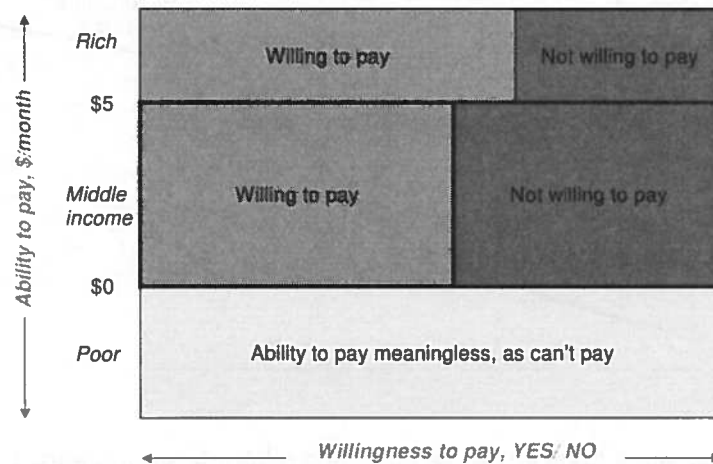 Rich
Willing to pay
Not willing to pay
$5
Ability to pay, $/month
Middle
income
Willing to pay
Not willing to pay
$0
Poor
Ability to pay meaningless, as can't pay
Willingness to pay, YES/ NO